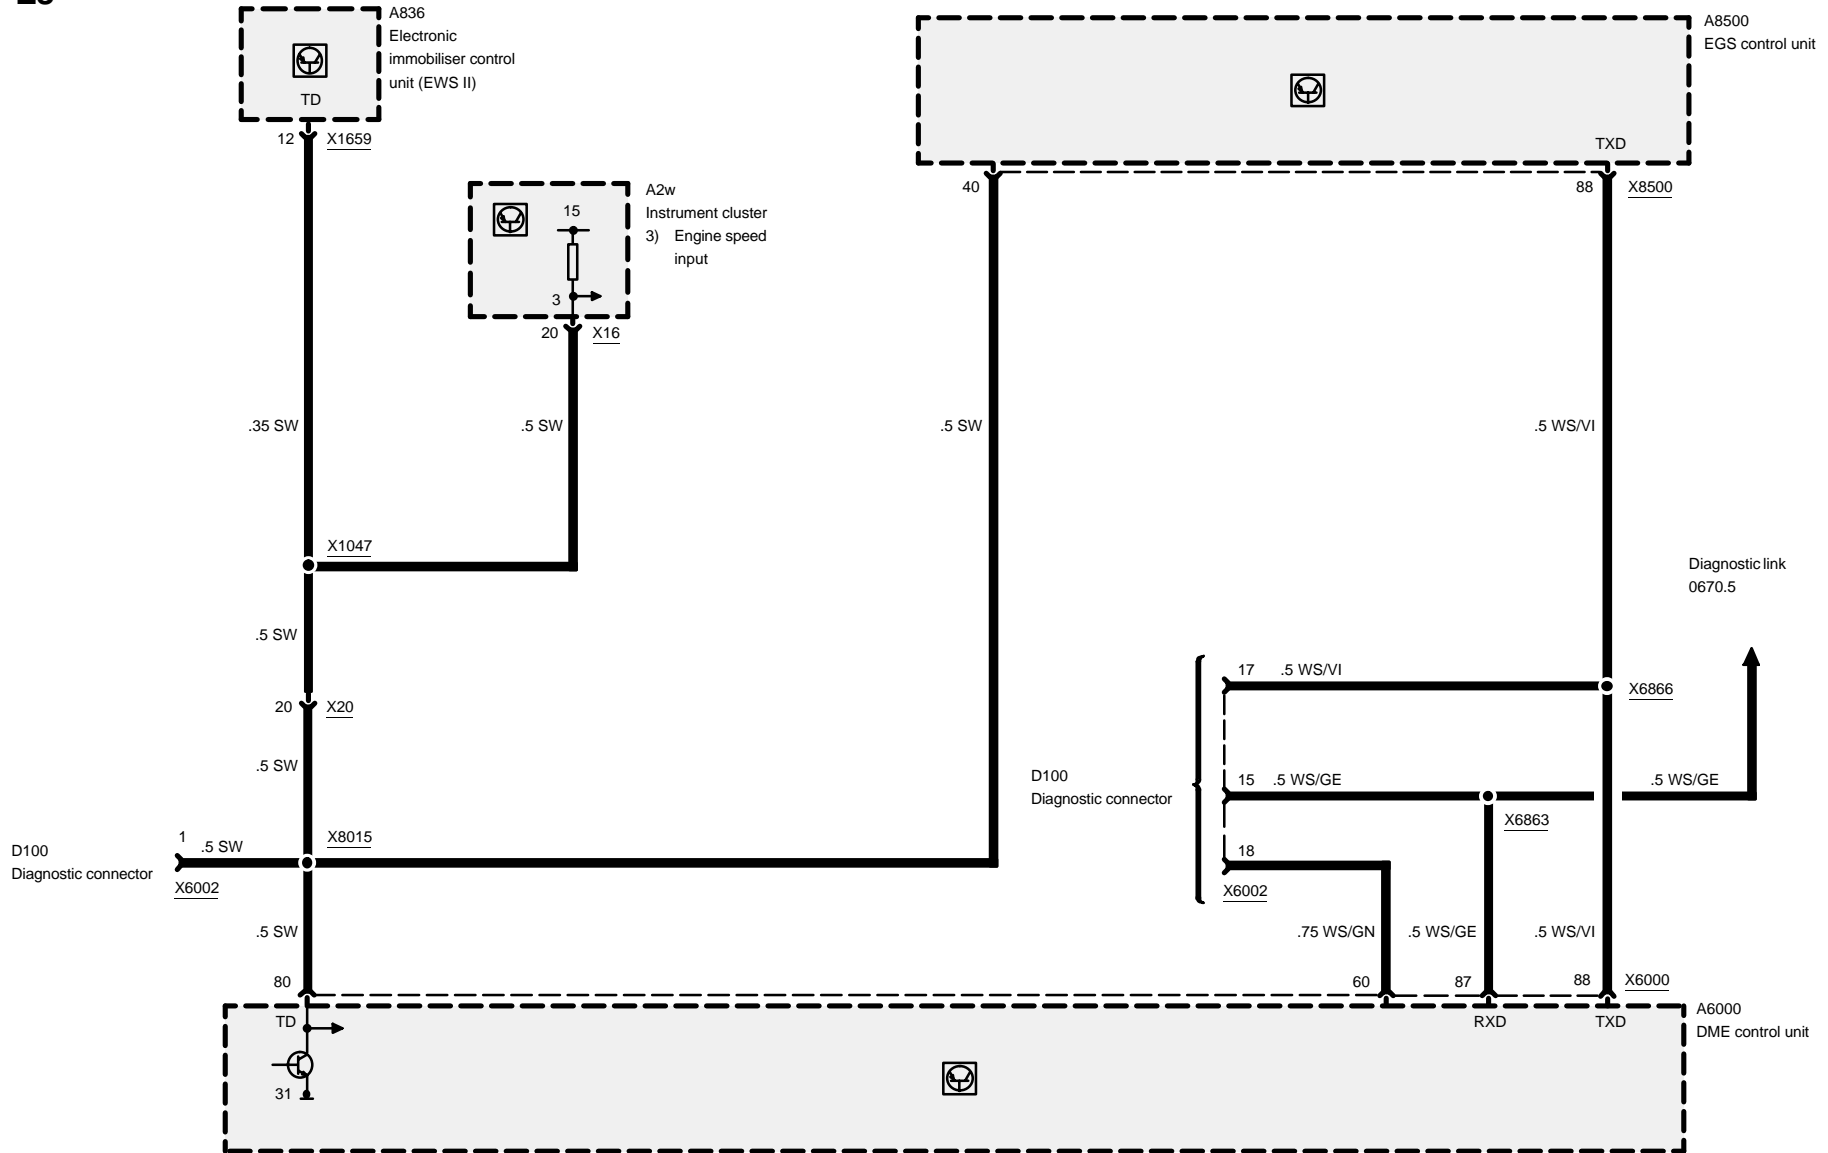 A836
Electronic
immobiliser control
unit (EWS II)
TD
12 X1659
A8500
EGS control unit
TXD
40
88 X8500
A2w
Instrument cluster
3) Engine speed
input
15
3
20 X16
.35 SW
.5 SW
.5 SW
.5 WS/VI
X1047
Diagnostic link
0670.5
.5 SW
17 .5 WS/VI
X6866
20 X20
.5 SW
D100
Diagnostic connector
15 .5 WS/GE
.5 WS/GE
X6863
1 .5 SW
X8015
D100
Diagnostic connector
X6002
18
X6002
.5 SW
.75 WS/GN
.5 WS/GE
.5 WS/VI
80
60
87
88 X6000
TD
RXD
TXD
A6000
DME control unit
31